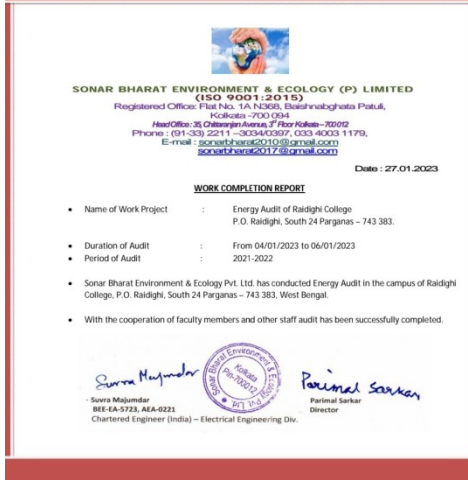 SONAR BHARAT ENVIRONMENT & ECOLOGY (P) LIMITED
(ISO 9001:2015)
Registered Office: Flat No. 1A N368, Baishnabghata Patuli,
Kolkata -700 094
Head Office : 35, Chittaranjan Avenue, 3rd Floor Kolkata – 700 012
Phone : (91-33) 2211 –3034/0397, 033 4003 1179,
E-mail : sonarbharat2010@gmail.com
sonarbharat2017@gmail.com
Date : 27.01.2023
WORK COMPLETION REPORT
• Name of Work Project : Energy Audit of Raidighi College
P.O. Raidighi, South 24 Parganas – 743 383.
• Duration of Audit : From 04/01/2023 to 06/01/2023
• Period of Audit : 2021-2022
• Sonar Bharat Environment & Ecology Pvt. Ltd. has conducted Energy Audit in the campus of Raidighi
College, P.O. Raidighi, South 24 Parganas – 743 383, West Bengal.
• With the cooperation of faculty members and other staff audit has been successfully completed.
Suvra Majumdar
Sonar Bharat Environment & Ecology Pvt. Ltd.
Kolkata
Pin-700012
Parimal Sarkar
- Suvra Majumdar
BEE-EA-5723, AEA-0221
Chartered Engineer (India) – Electrical Engineering Div.
Parimal Sarkar
Director